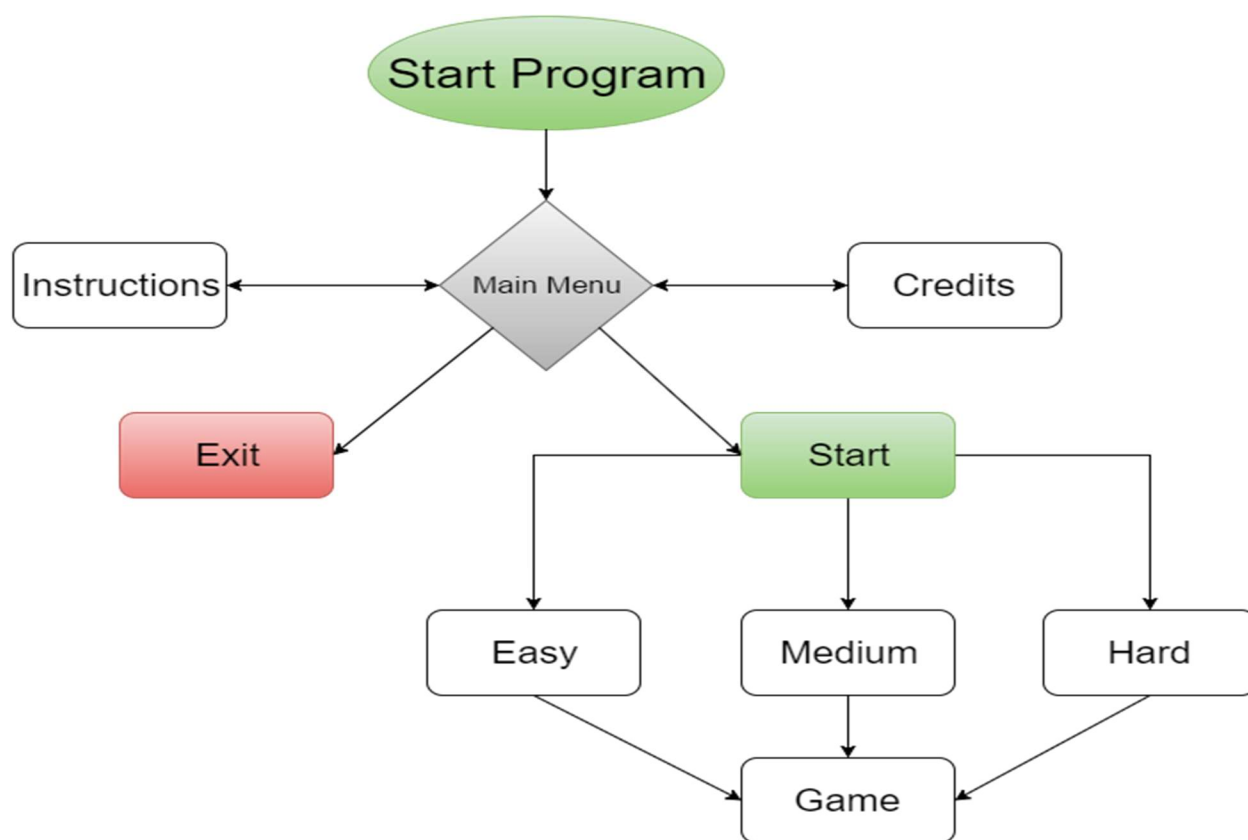 Start Program
Instructions
Main Menu
Credits
Exit
Start
Easy
Medium
Hard
Game